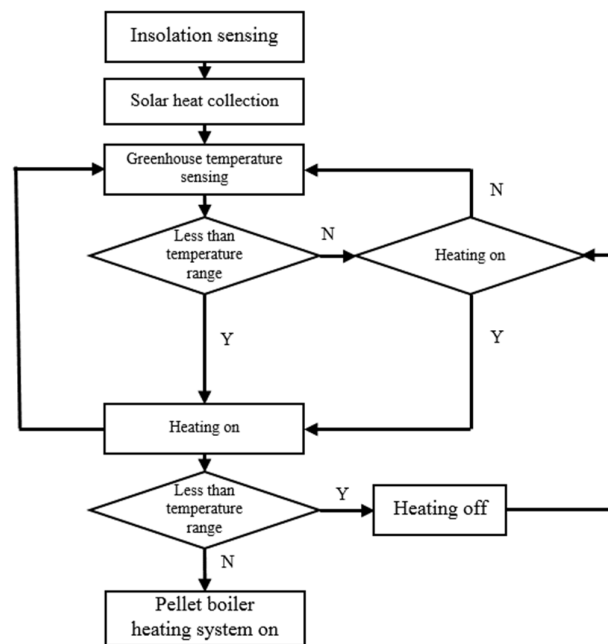 Insolation sensing
Solar heat collection
Greenhouse temperature
sensing
N
Less than
temperature
range
N
Heating on
Y
Y
Heating on
Less than
temperature
range
Y
Heating off
N
Pellet boiler
heating system on